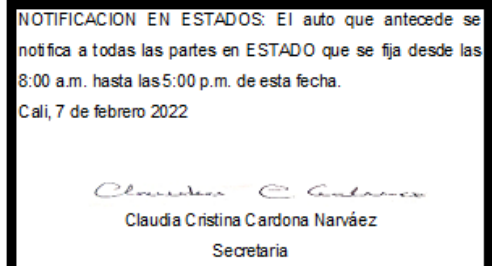 NOTIFICACION EN ESTADOS: El auto que antecede se
notifica a todas las partes en ESTADO que se fija desde las
8:00 a.m. hasta las 5:00 p.m. de esta fecha.
Cali, 7 de febrero 2022
Claudia C
Claudia Cristina Cardona Narváez
Secretaria